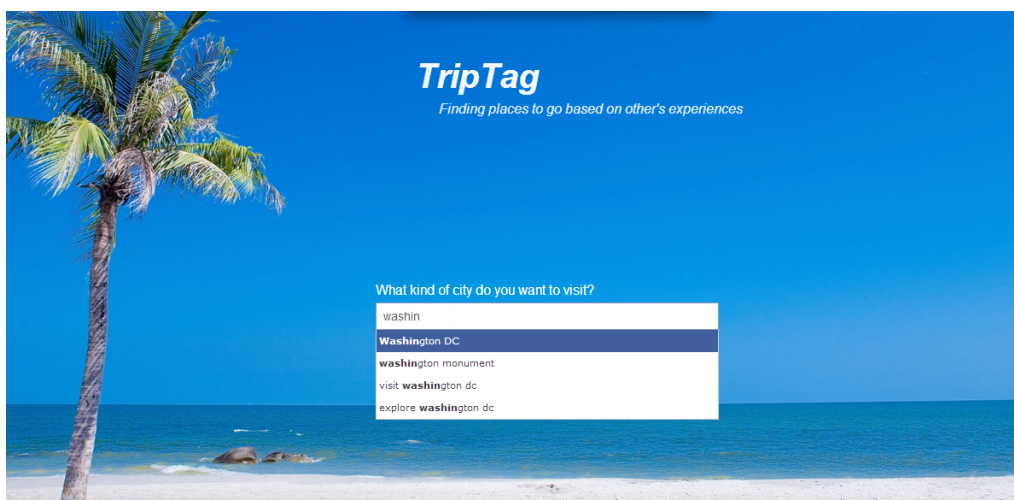 TripTag
Finding places to go based on other's experiences
What kind of city do you want to visit?
washin
Washington DC
washington monument
visit washington dc
explore washington dc